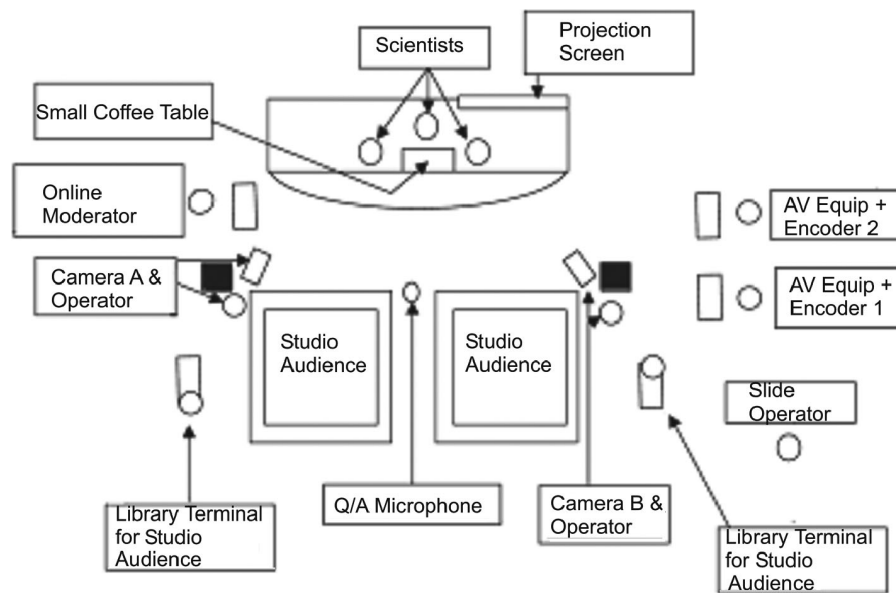 Scientists
Projection
Screen
Small Coffee Table
Online
Moderator
AV Equip +
Encoder 2
Camera A &
Operator
AV Equip +
Encoder 1
Studio
Audience
Studio
Audience
Slide
Operator
Q/A Microphone
Camera B &
Operator
Library Terminal
for Studio
Audience
Library Terminal
for Studio
Audience